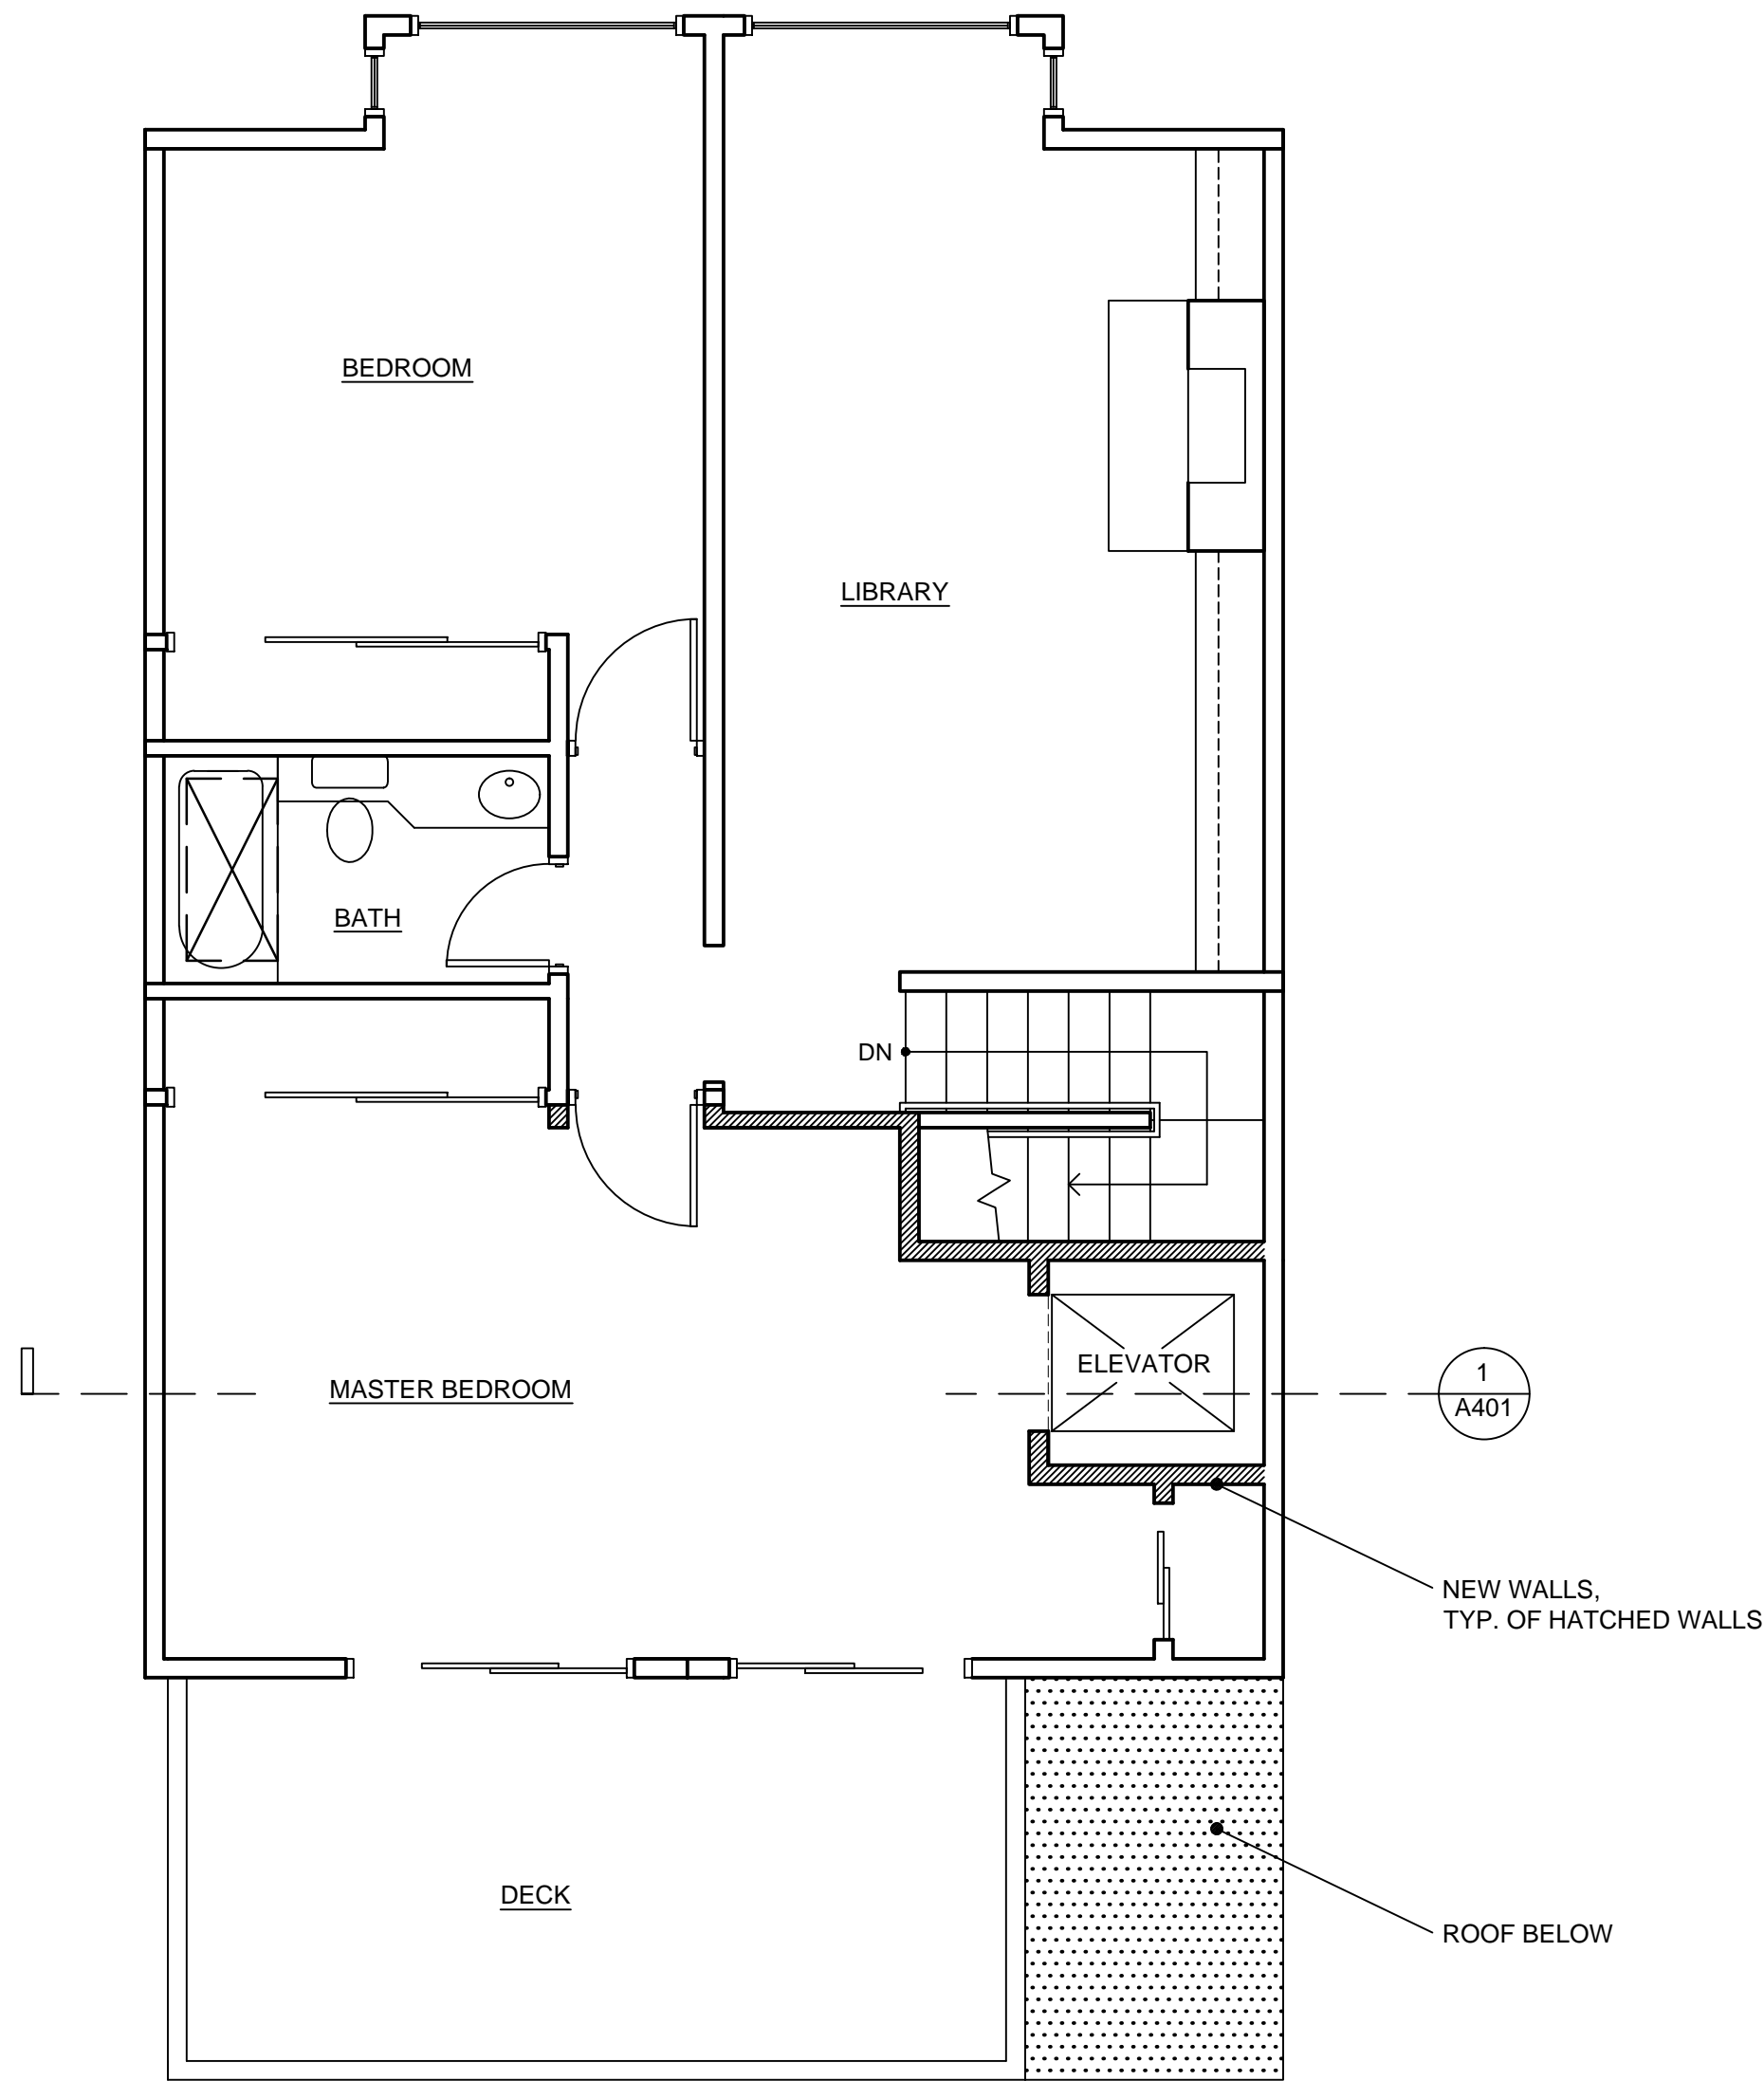 BEDROOM
LIBRARY
BATH
DN
ELEVATOR
MASTER BEDROOM
1
A401
NEW WALLS,
TYP. OF HATCHED WALLS
DECK
ROOF BELOW